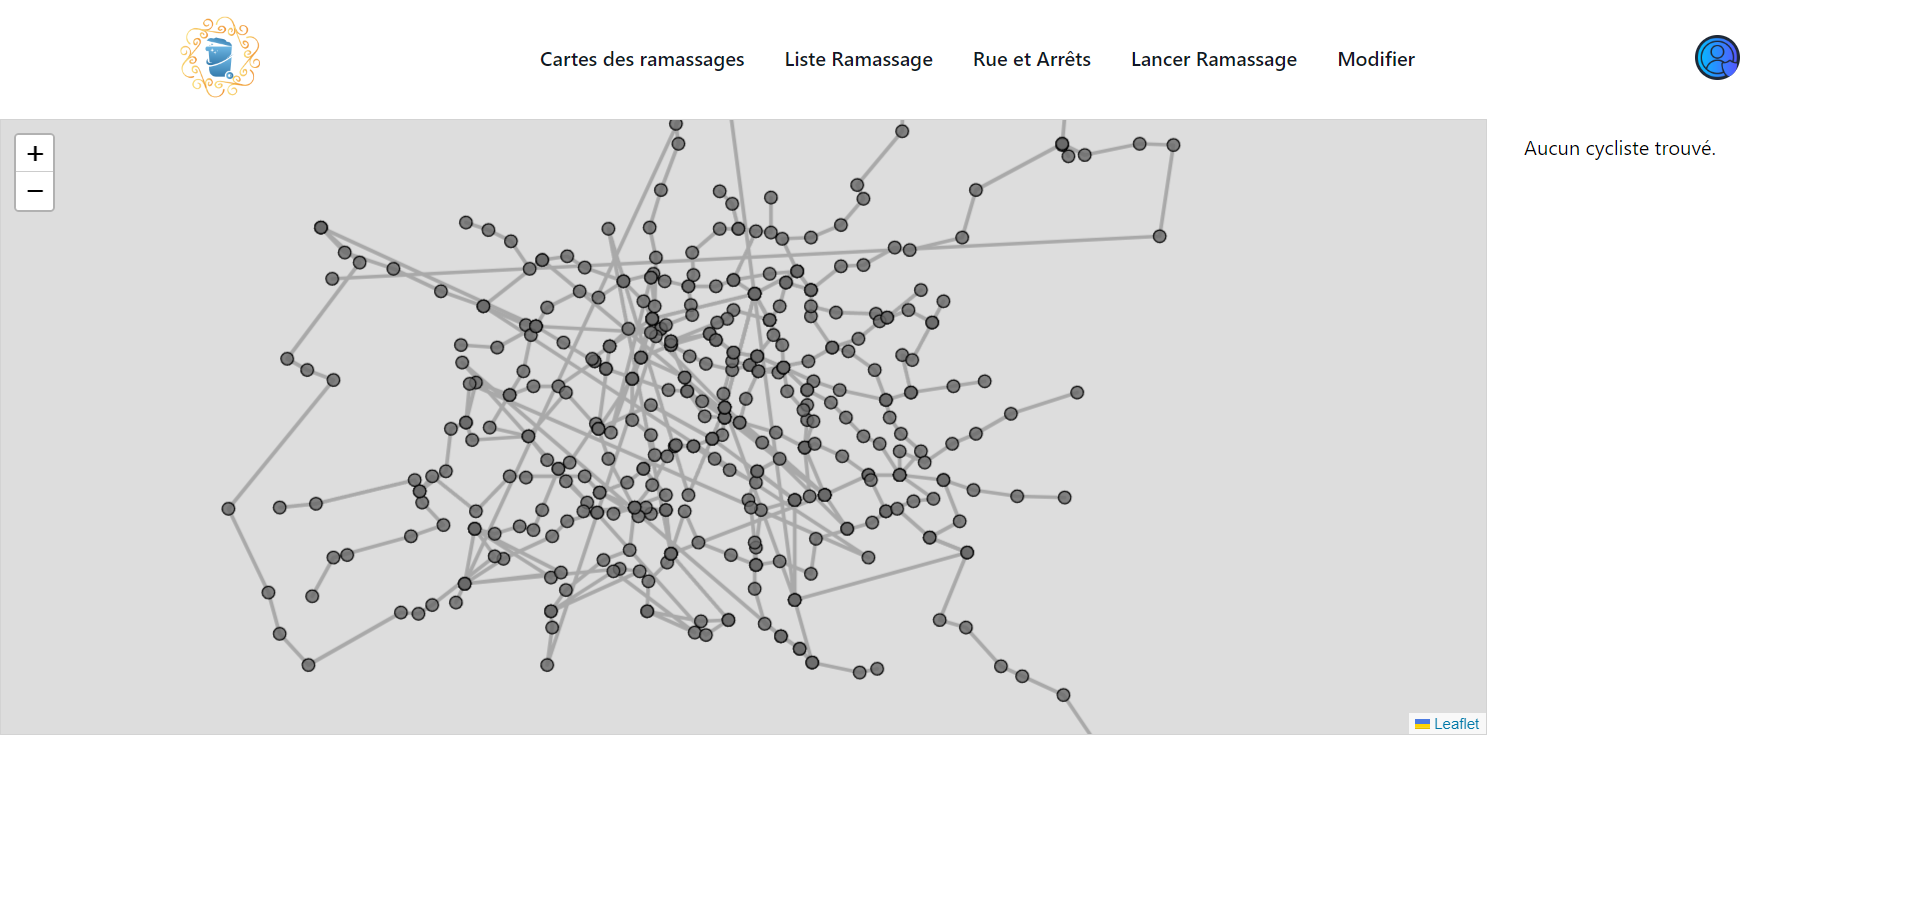 Cartes des ramassages
Liste Ramassage
Rue et Arrêts
Lancer Ramassage
Modifier
+
−
Aucun cycliste trouvé.
Leaflet